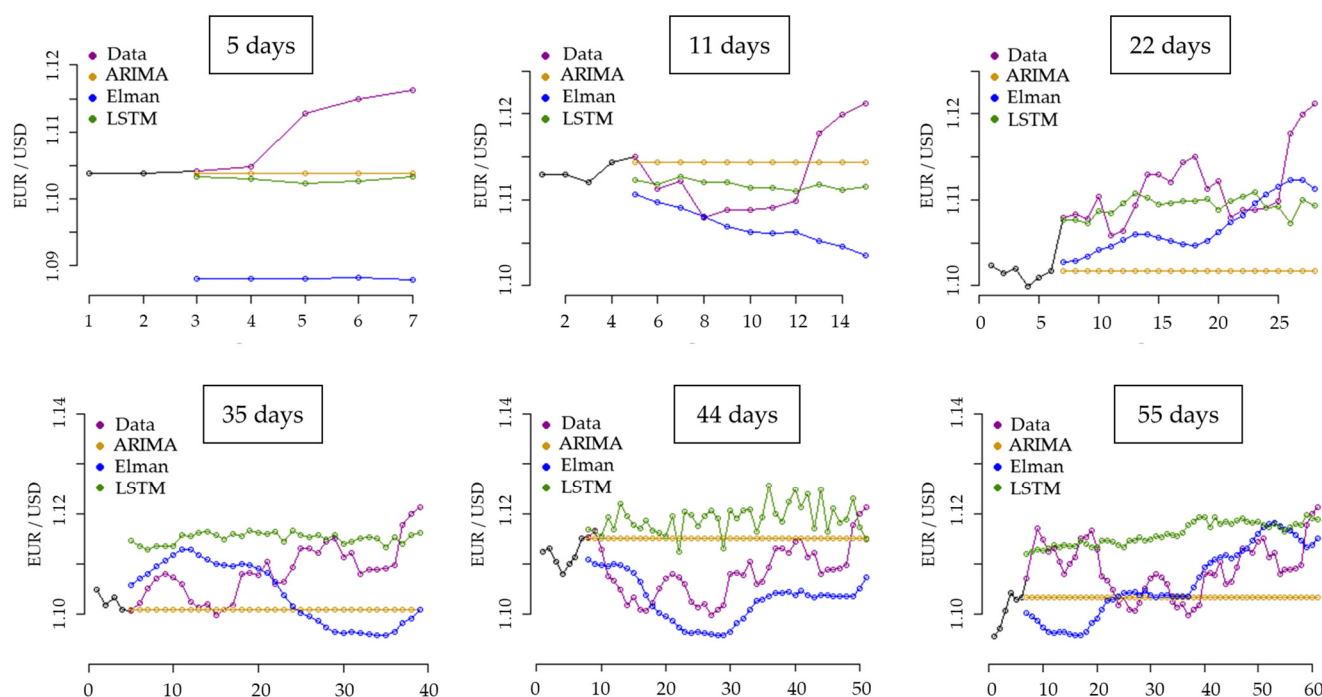 5 days
Data
ARIMA
Elman
LSTM
EUR / USD
1.12
1.11
1.10
1.09
1 2 3 4 5 6 7
11 days
Data
ARIMA
Elman
LSTM
EUR / USD
1.12
1.11
1.10
2 4 6 8 10 12 14
22 days
Data
ARIMA
Elman
LSTM
EUR / USD
1.12
1.11
1.10
0 5 10 15 20 25
35 days
Data
ARIMA
Elman
LSTM
EUR / USD
1.14
1.12
1.10
0 10 20 30 40
44 days
Data
ARIMA
Elman
LSTM
EUR / USD
1.14
1.12
1.10
0 10 20 30 40 50
55 days
Data
ARIMA
Elman
LSTM
EUR / USD
1.14
1.12
1.10
0 10 20 30 40 50 60